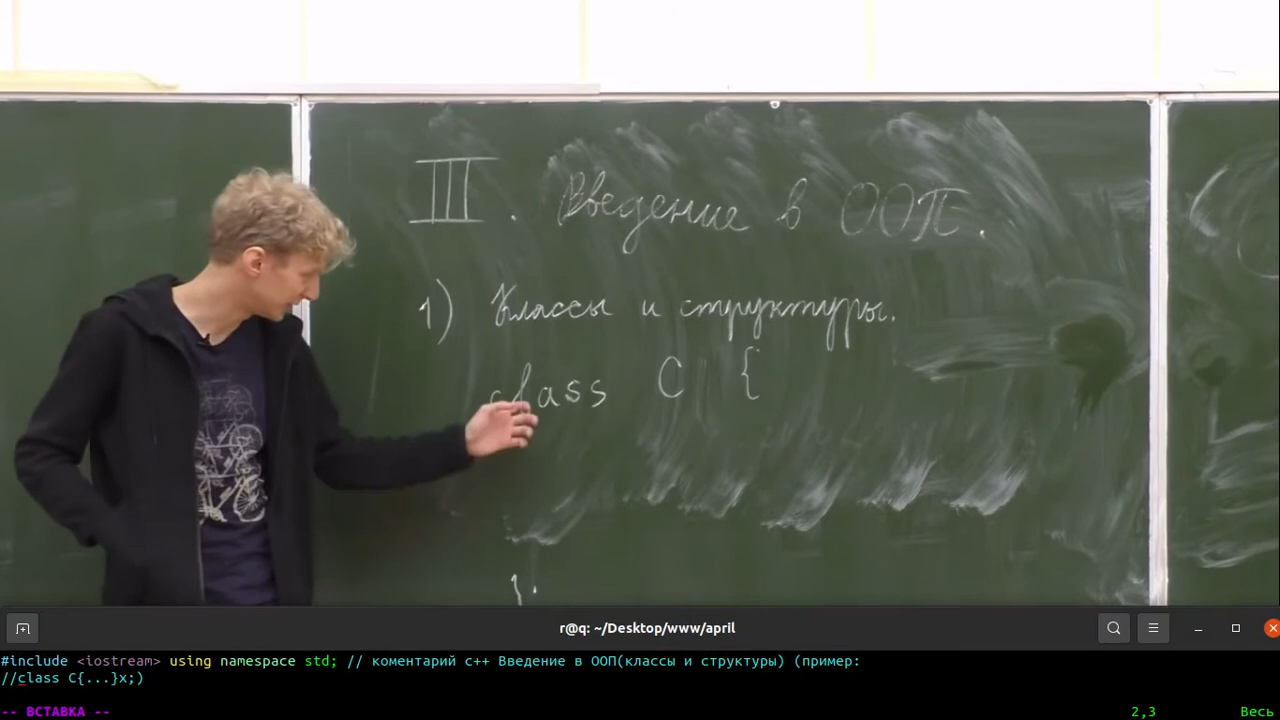 III. Введение в ООП.
1) Классы и структуры.
class C {
};
r@q: ~/Desktop/www/april
#include <iostream> using namespace std; // коментарий с++ Введение в ООП(классы и структуры) (пример:
//class C{...}x;)
-- ВСТАВКА --
2,3
Весь